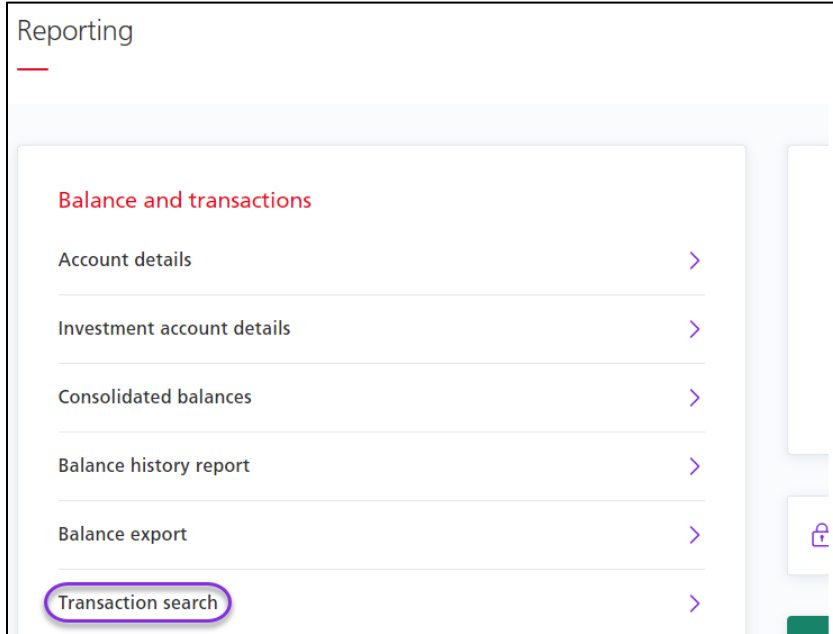 Reporting
Balance and transactions
Account details
Investment account details
Consolidated balances
Balance history report
Balance export
Transaction search